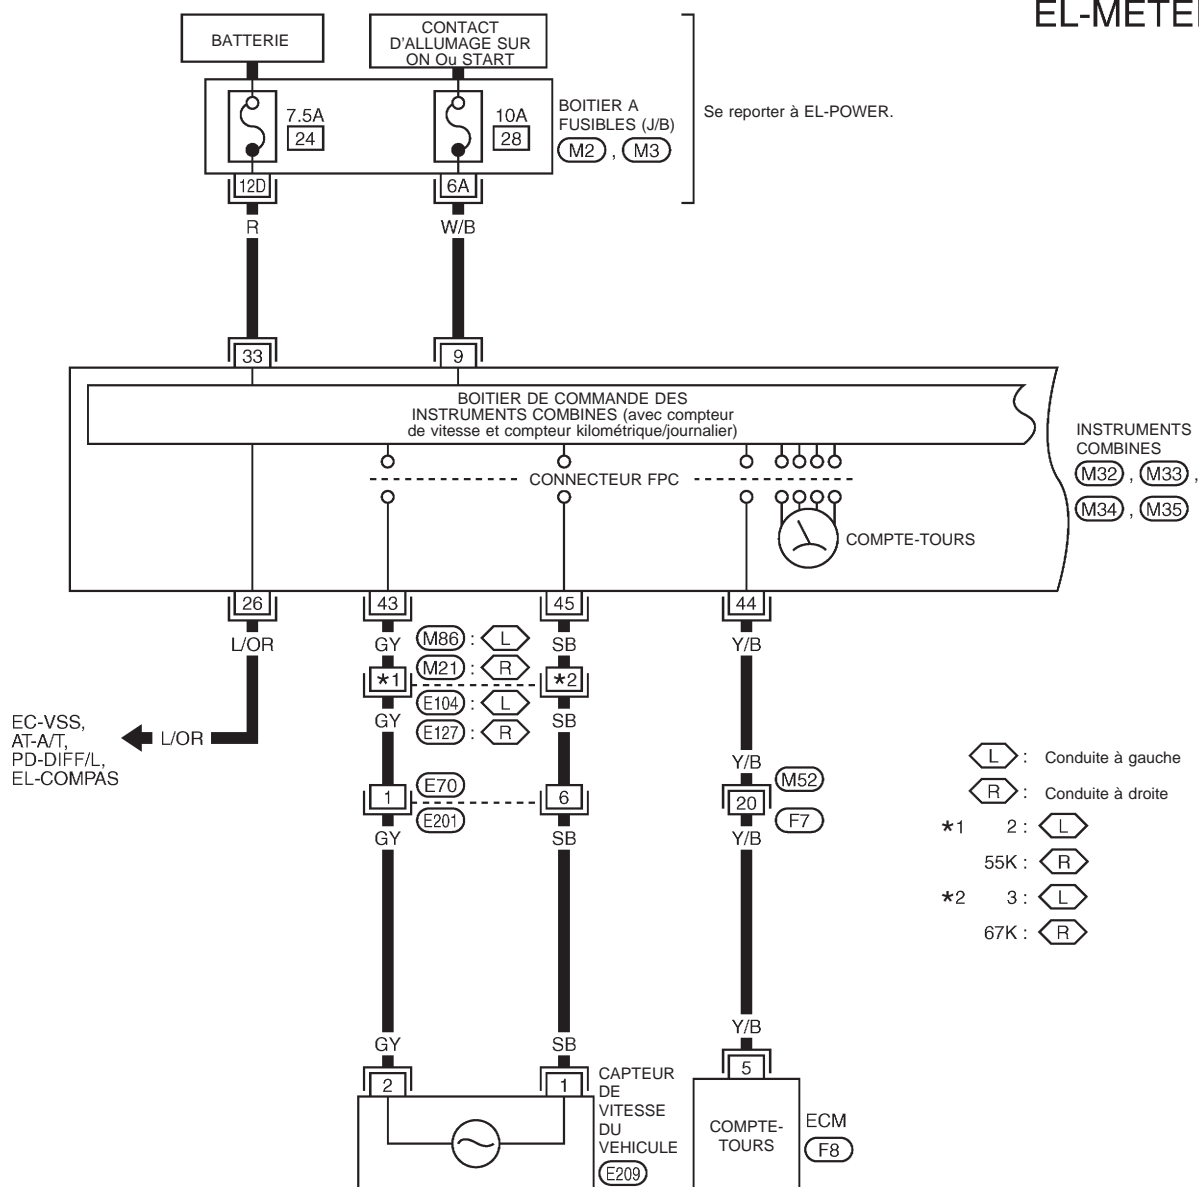 EL-METE
BATTERIE
CONTACT
D'ALLUMAGE SUR
ON Ou START
7.5A
24
10A
28
BOITIER A
FUSIBLES (J/B)
M2 , M3
Se reporter à EL-POWER.
12D
6A
R
W/B
33
9
BOITIER DE COMMANDE DES
INSTRUMENTS COMBINES (avec compteur
de vitesse et compteur kilométrique/journalier)
CONNECTEUR FPC
COMPTE-TOURS
INSTRUMENTS
COMBINES
M32 , M33 ,
M34 , M35
26
43
45
44
L/OR
GY
M86 : L
SB
Y/B
M21 : R
*1
*2
E104 : L
GY
E127 : R
SB
EC-VSS,
AT-A/T,
PD-DIFF/L,
EL-COMPAS
L/OR
Y/B
1
E70
6
M52
20
E201
F7
GY
SB
Y/B
L : Conduite à gauche
R : Conduite à droite
*1 2 : L
55K : R
*2 3 : L
67K : R
GY
SB
Y/B
2
1
5
CAPTEUR
DE
VITESSE
DU
VEHICULE
E209
COMPTE-
TOURS
ECM
F8